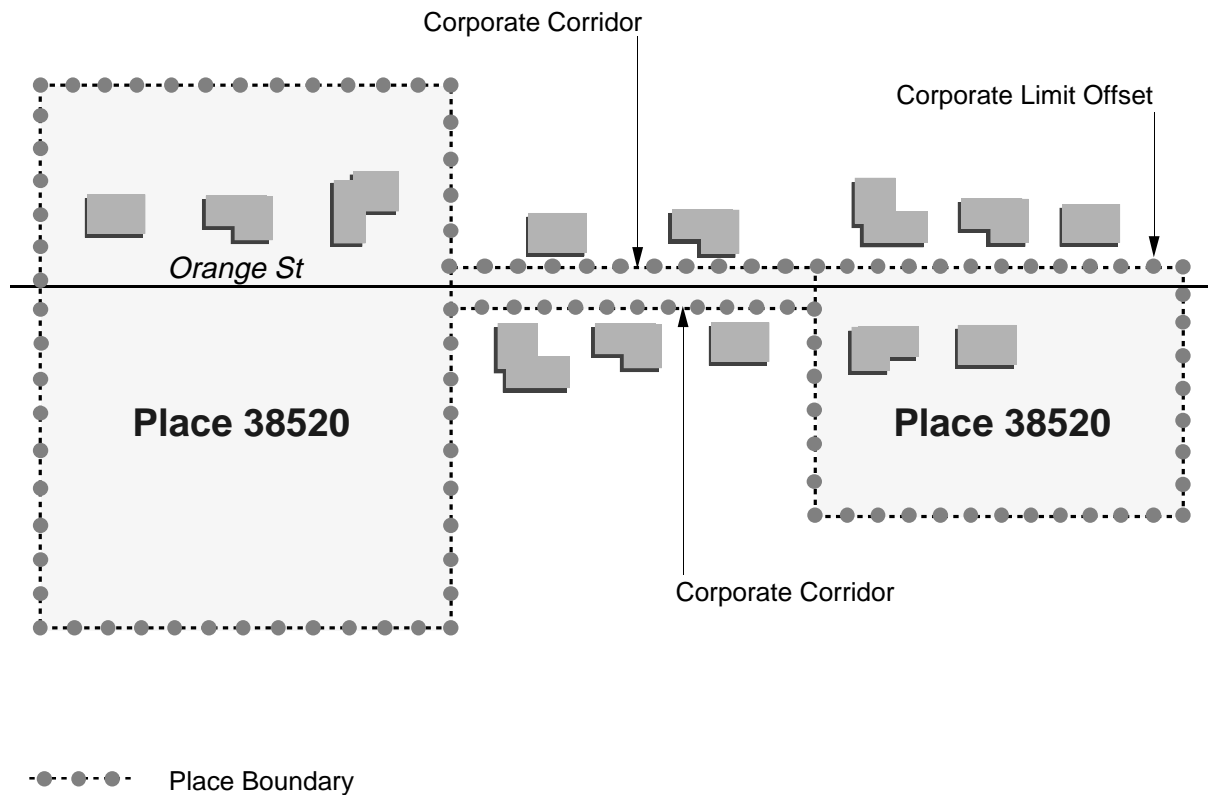 Corporate Corridor
Corporate Limit Offset
Orange St
Place 38520
Place 38520
Corporate Corridor
Place Boundary